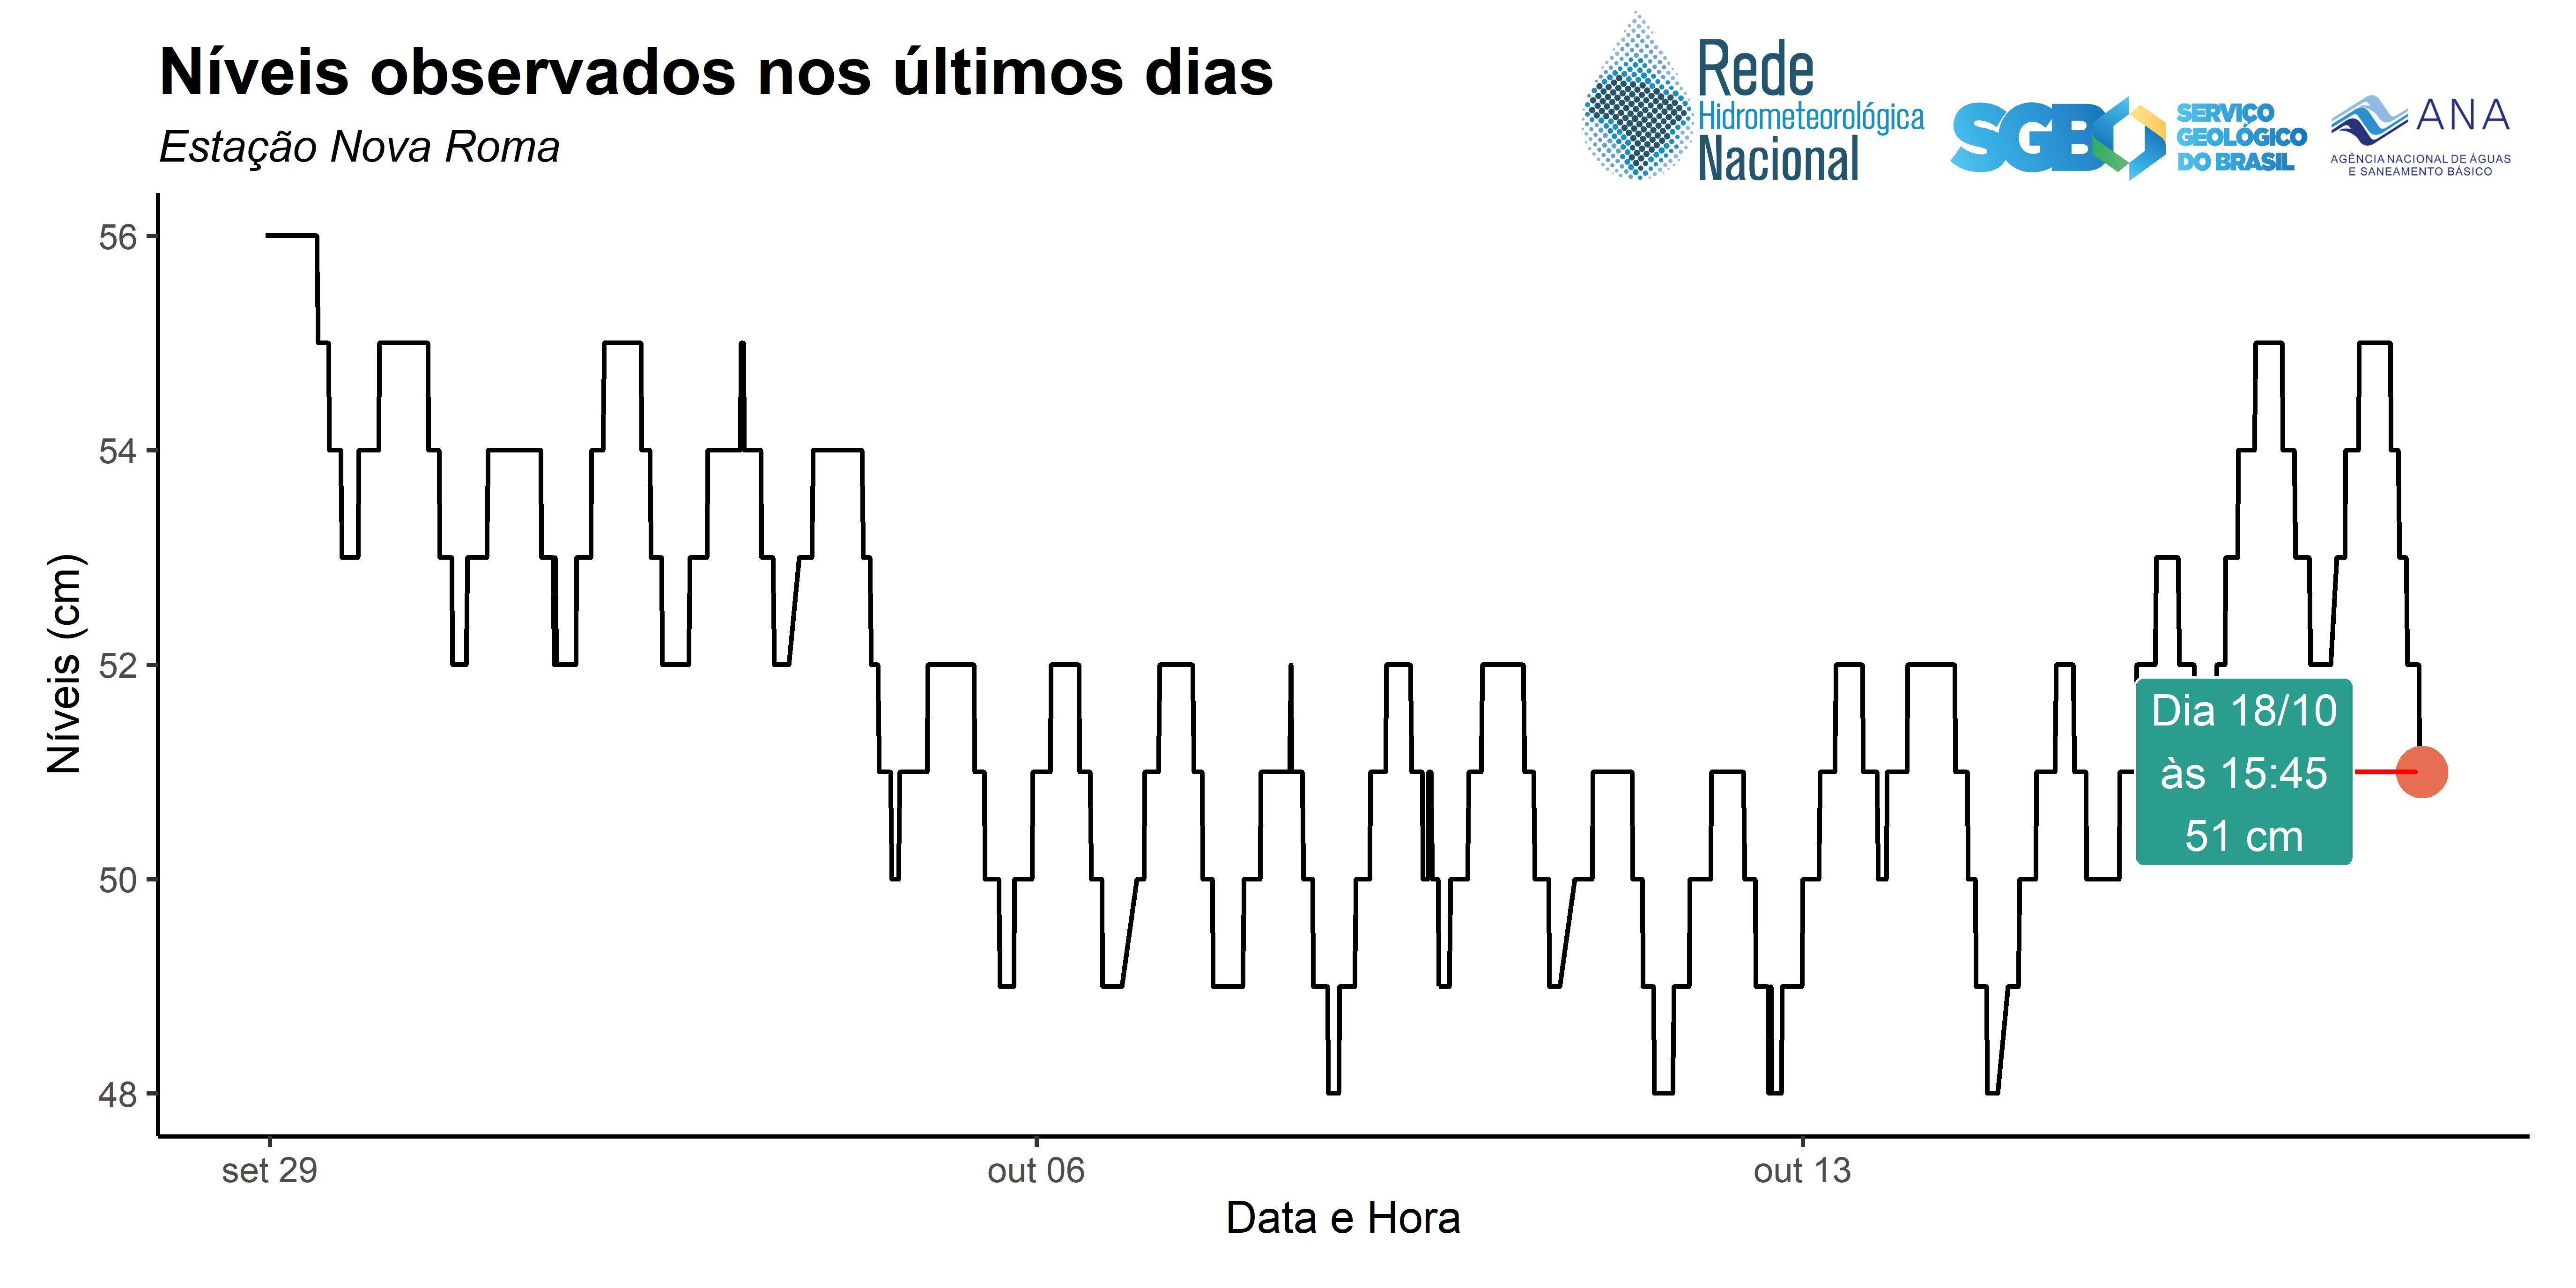 Níveis observados nos últimos dias
Estação Nova Roma
Rede
Hidrometeorológica
Nacional
SGB
SERVIÇO
GEOLÓGICO
DO BRASIL
ANA
AGÊNCIA NACIONAL DE ÁGUAS
E SANEAMENTO BÁSICO
Níveis (cm)
56
54
52
50
48
Dia 18/10
às 15:45
51 cm
set 29
out 06
out 13
Data e Hora